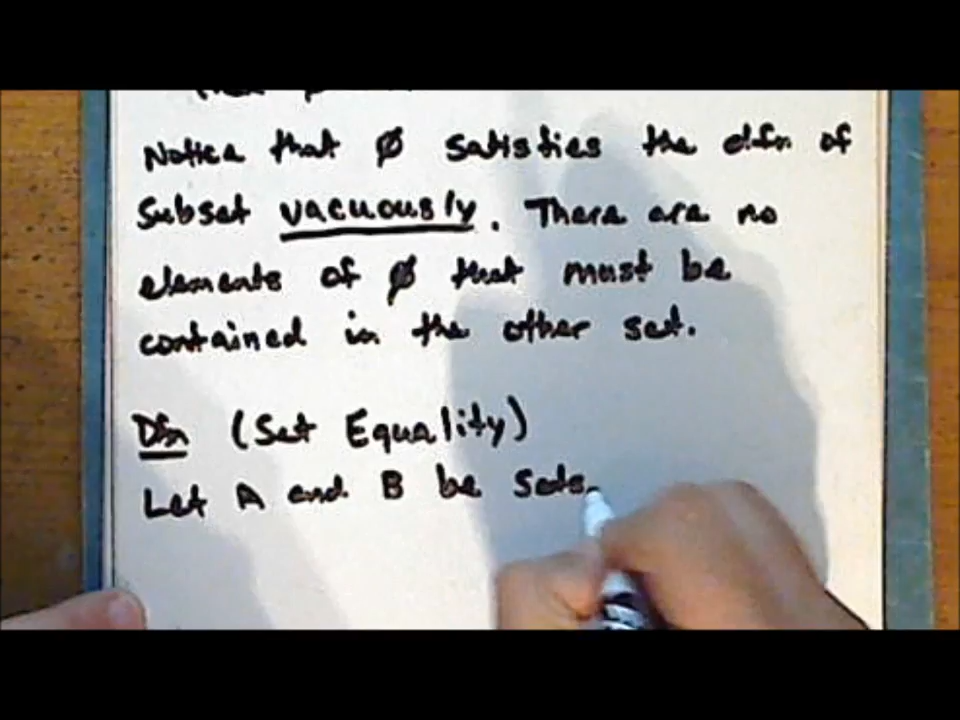 Notice that ∅ satisfies the dfn of
subset vacuously. There are no
elements of ∅ that must be
contained in the other set.
Dfn (Set Equality)
Let A and B be sets.